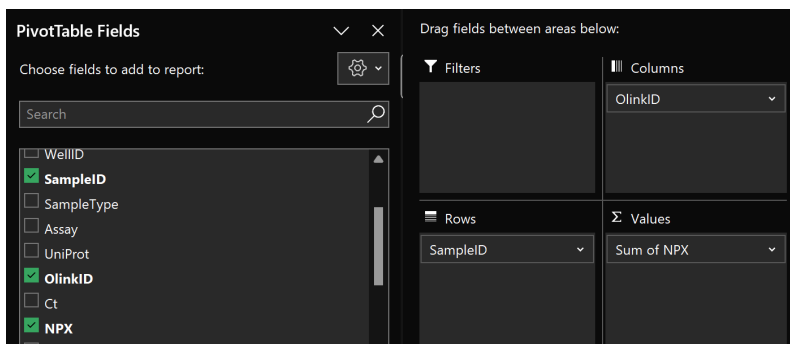 PivotTable Fields
Choose fields to add to report:
Search
WellID
SampleID
SampleType
Assay
UniProt
OlinkID
Ct
NPX
Drag fields between areas below:
Filters
Columns
OlinkID
Rows
SampleID
Σ Values
Sum of NPX